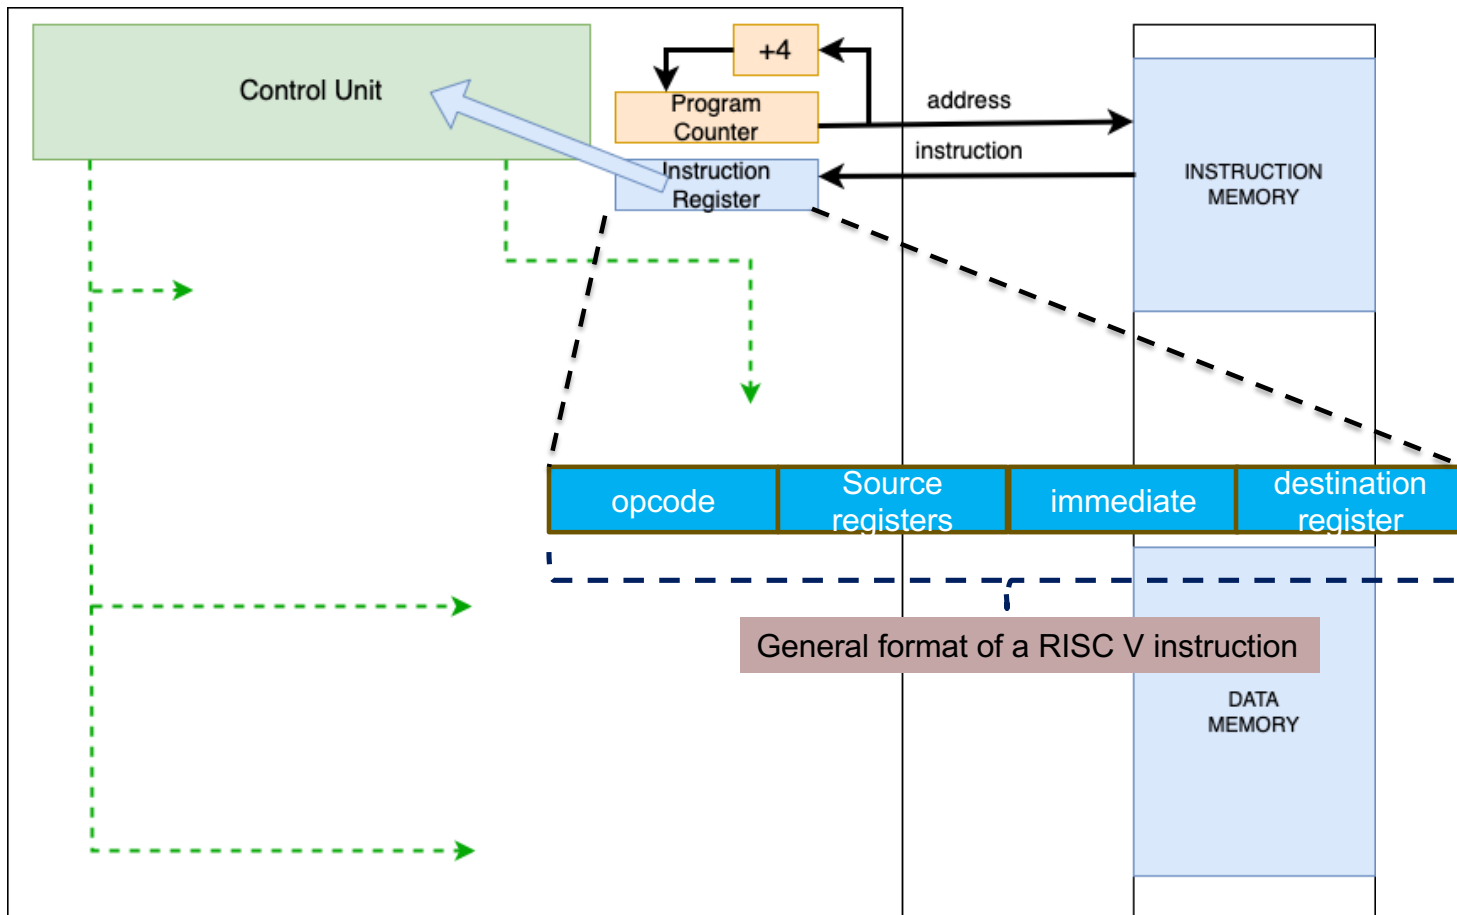 +4
Control Unit
Program
Counter
address
instruction
Instruction
Register
INSTRUCTION
MEMORY
opcode
Source
registers
immediate
destination
register
General format of a RISC V instruction
DATA
MEMORY